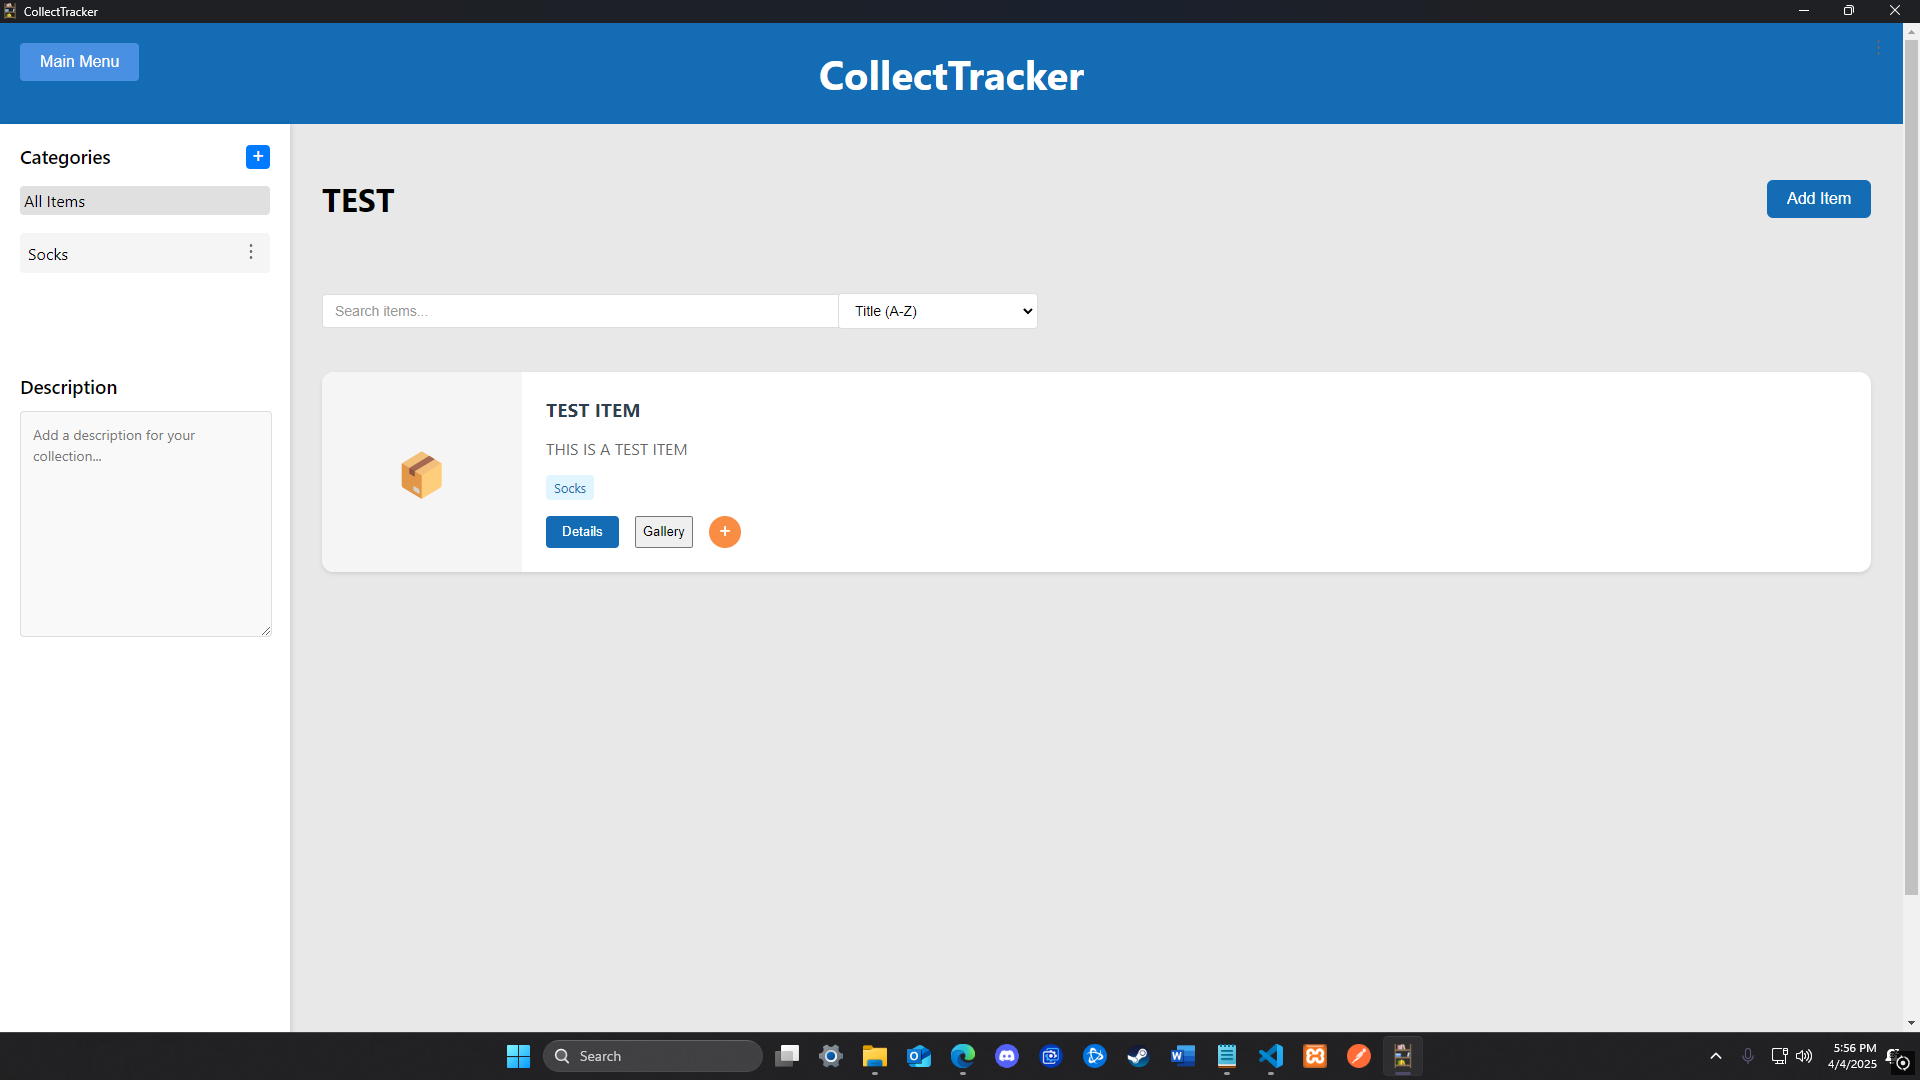 CollectTracker
Main Menu
CollectTracker
Categories
+
All Items
Socks
Description
Add a description for your
collection...
TEST
Add Item
Search items...
Title (A-Z)
TEST ITEM
THIS IS A TEST ITEM
Socks
Details
Gallery
+
Search
5:56 PM
4/4/2025